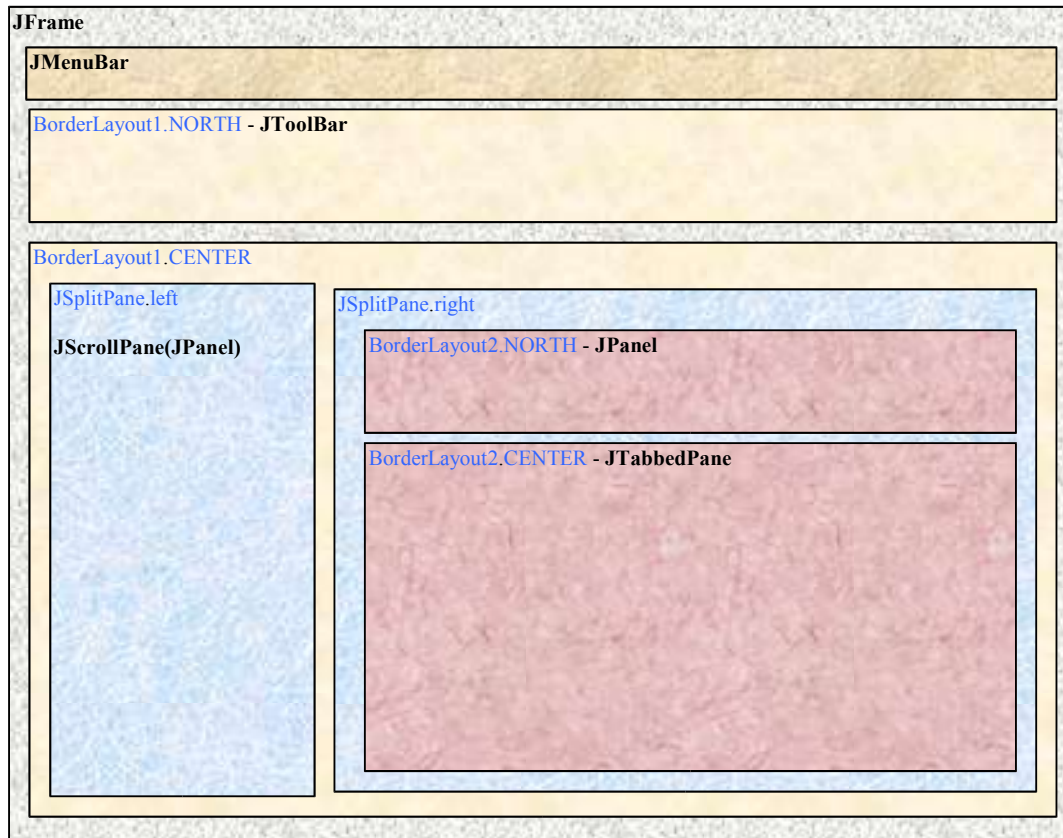 JFrame
JMenuBar
BorderLayout1.NORTH - JToolBar
BorderLayout1.CENTER
JSplitPane.left
JScrollPane(JPanel)
JSplitPane.right
BorderLayout2.NORTH - JPanel
BorderLayout2.CENTER - JTabbedPane